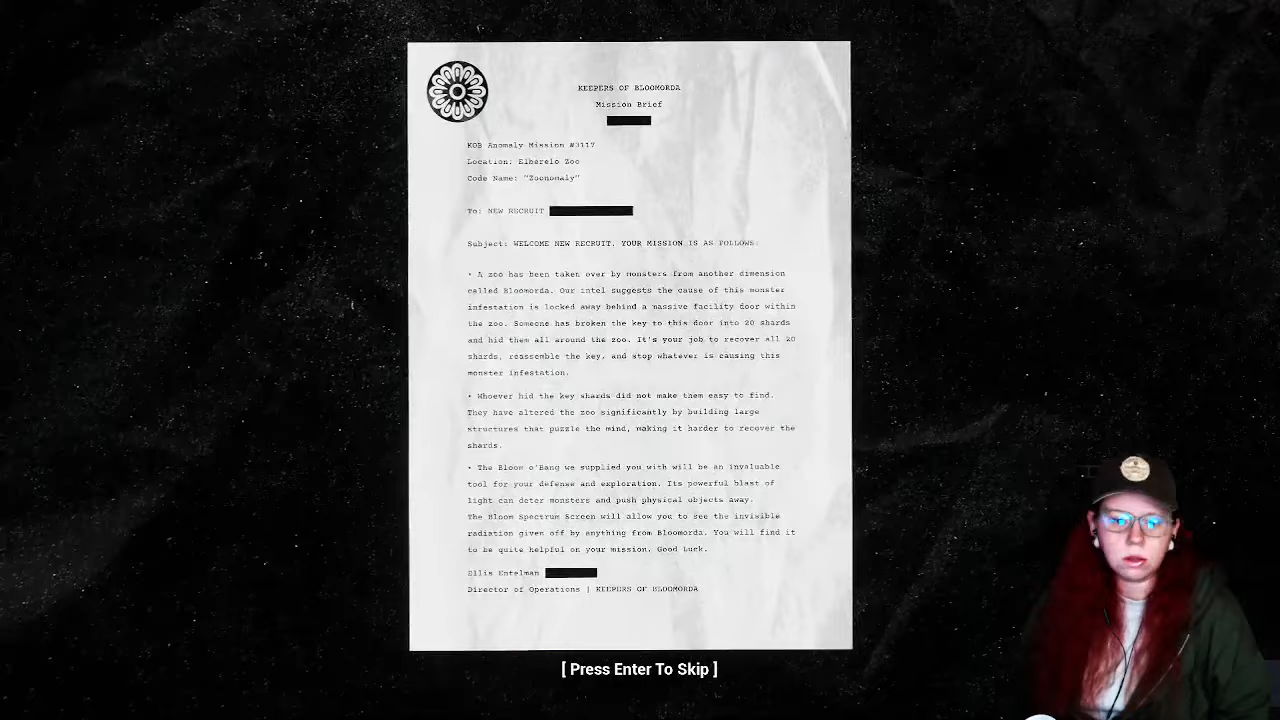 KEEPERS OF BLOOMORDA
Mission Brief
KOB Anomaly Mission #3117
Location: Elberelo Zoo
Code Name: "Zoonomaly"
To: NEW RECRUIT
Subject: WELCOME NEW RECRUIT, YOUR MISSION IS AS FOLLOWS:
• A zoo has been taken over by monsters from another dimension
called Bloomorda. Our intel suggests the cause of this monster
infestation is locked away behind a massive facility door within
the zoo. Someone has broken the key to this door into 20 shards
and hid them all around the zoo. It's your job to recover all 20
shards, reassemble the key, and stop whatever is causing this
monster infestation.
• Whoever hid the key shards did not make them easy to find.
They have altered the zoo significantly by building large
structures that puzzle the mind, making it harder to recover the
shards.
• The Bloom o'Bang we supplied you with will be an invaluable
tool for your defense and exploration. Its powerful blast of
light can deter monsters and push physical objects away.
The Bloom Spectrum Screen will allow you to see the invisible
radiation given off by anything from Bloomorda. You will find it
to be quite helpful on your mission. Good Luck.
Ellis Entelman
Director of Operations | KEEPERS OF BLOOMORDA
[ Press Enter To Skip ]